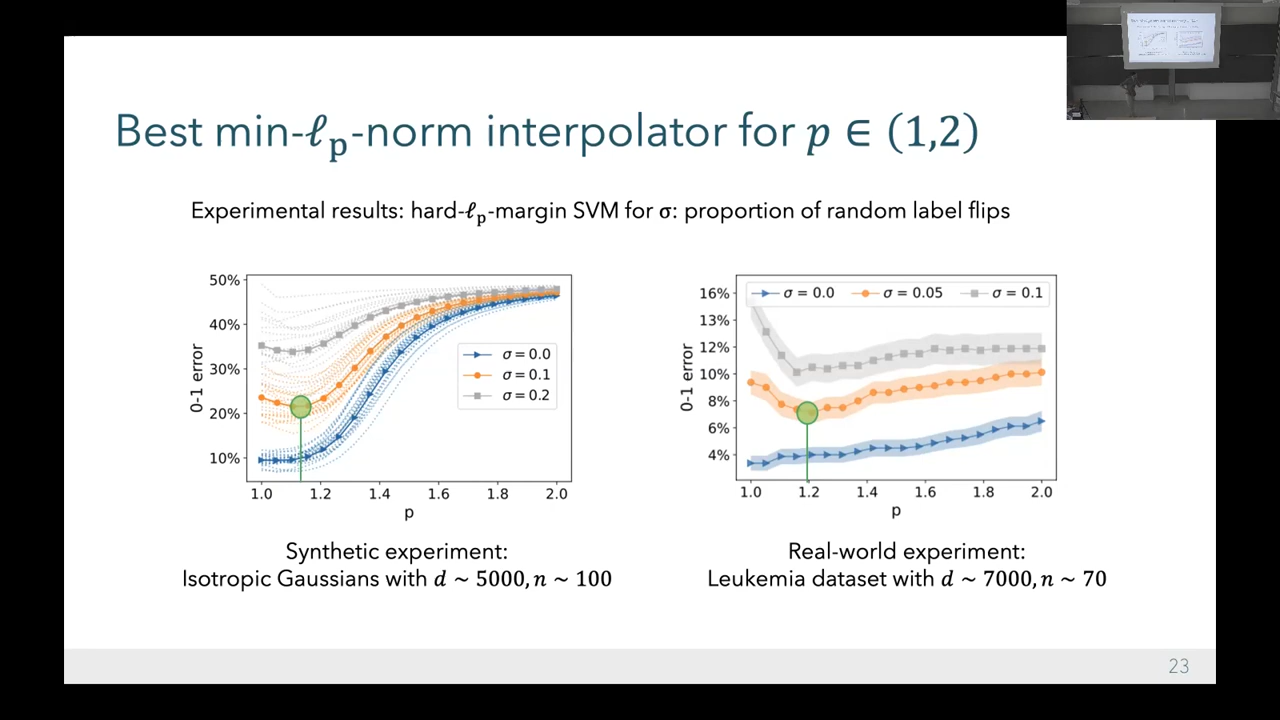 Best min-ℓp-norm interpolator for p ∈ (1,2)
Experimental results: hard-ℓp-margin SVM for σ: proportion of random label flips
50%
40%
30%
20%
10%
0-1 error
σ = 0.0
σ = 0.1
σ = 0.2
1.0 1.2 1.4 1.6 1.8 2.0
p
16%
13%
12%
10%
8%
6%
4%
0-1 error
σ = 0.0 σ = 0.05 σ = 0.1
1.0 1.2 1.4 1.6 1.8 2.0
p
Synthetic experiment:
Isotropic Gaussians with d ~ 5000, n ~ 100
Real-world experiment:
Leukemia dataset with d ~ 7000, n ~ 70
23